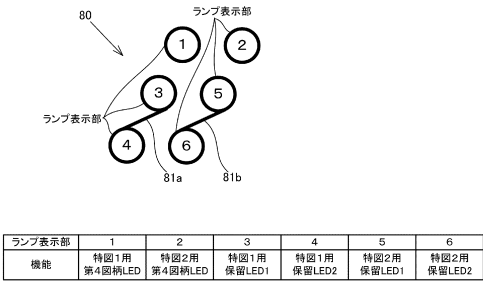 80
ランプ表示部
1
2
3
5
ランプ表示部
4
6
81a
81b
ランプ表示部 1 2 3 4 5 6
機能 特図1用 特図2用 特図1用 特図1用 特図2用 特図2用
第4図柄LED 第4図柄LED 保留LED1 保留LED2 保留LED1 保留LED2